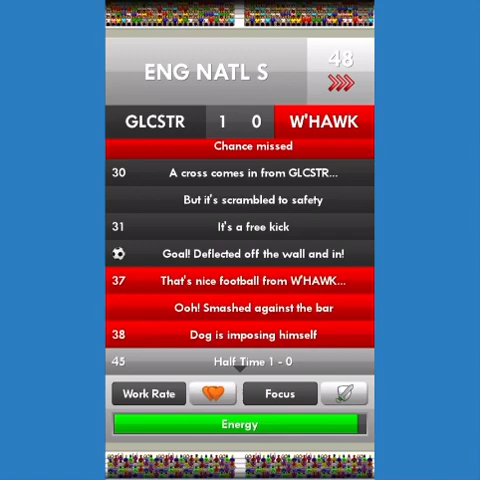 ENG NATL S
48
GLCSTR 1 0 W'HAWK
Chance missed
30 A cross comes in from GLCSTR...
But it's scrambled to safety
31 It's a free kick
Goal! Deflected off the wall and in!
37 That's nice football from W'HAWK...
Ooh! Smashed against the bar
38 Dog is imposing himself
45 Half Time 1 - 0
Work Rate Focus
Energy